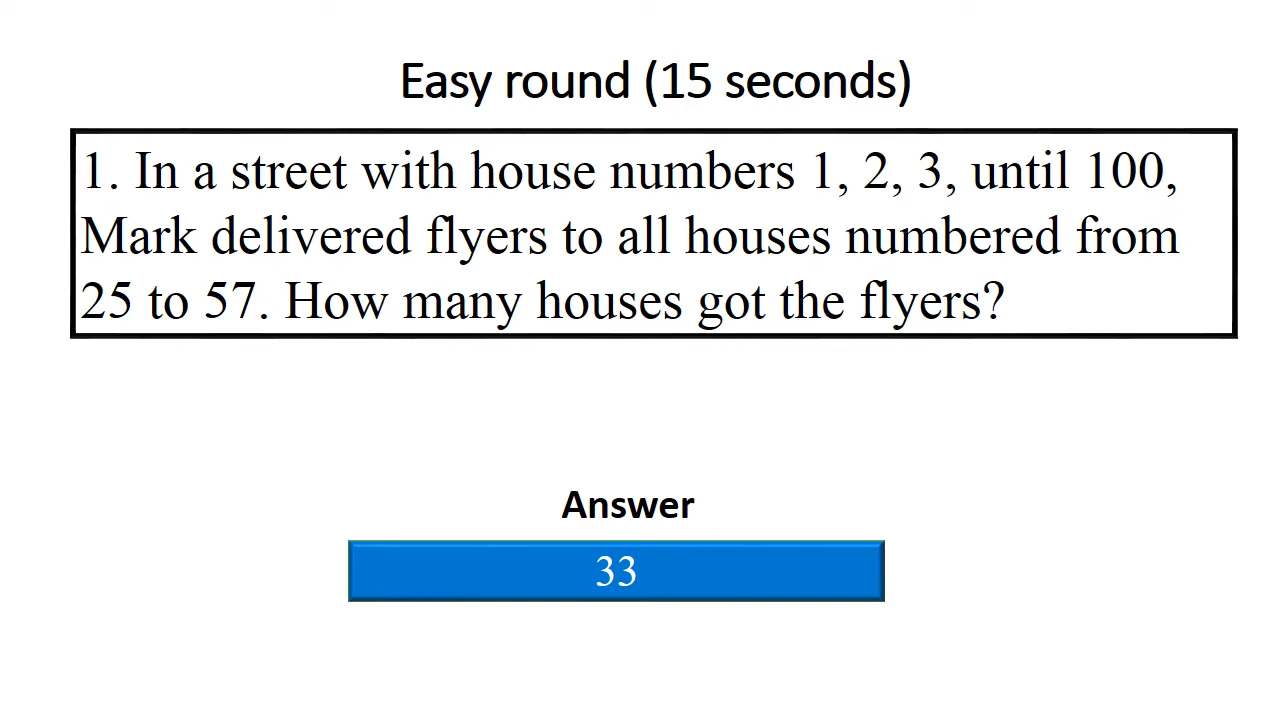 Easy round (15 seconds)
1. In a street with house numbers 1, 2, 3, until 100,
Mark delivered flyers to all houses numbered from
25 to 57. How many houses got the flyers?
Answer
33